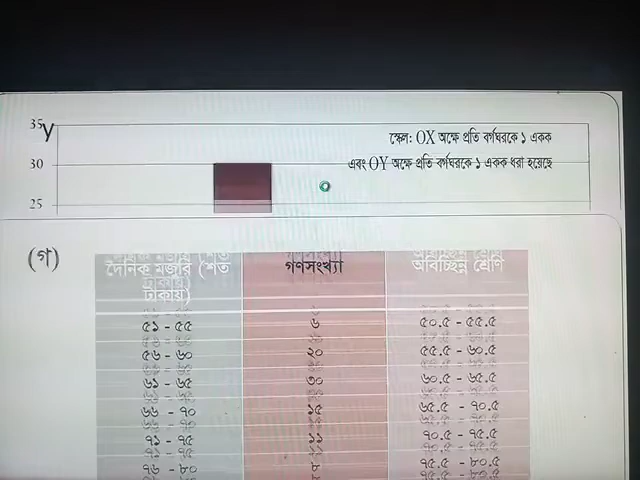 35
y
স্কেল: OX অক্ষে প্রতি বর্গঘরকে ১ একক
30
এবং OY অক্ষে প্রতি বর্গঘরকে ১ একক ধরা হয়েছে
25
(গ)
দৈনিক মজুরি (শত টাকায়)
গণসংখ্যা
অবিচ্ছিন্ন শ্রেণি
৫১ - ৫৫ ৬ ৫০.৫ - ৫৫.৫
৫৬ - ৬০ ২০ ৫৫.৫ - ৬০.৫
৬১ - ৬৫ ৩০ ৬০.৫ - ৬৫.৫
৬৬ - ৭০ ১৫ ৬৫.৫ - ৭০.৫
৭১ - ৭৫ ১১ ৭০.৫ - ৭৫.৫
৭৬ - ৮০ ৮ ৭৫.৫ - ৮০.৫